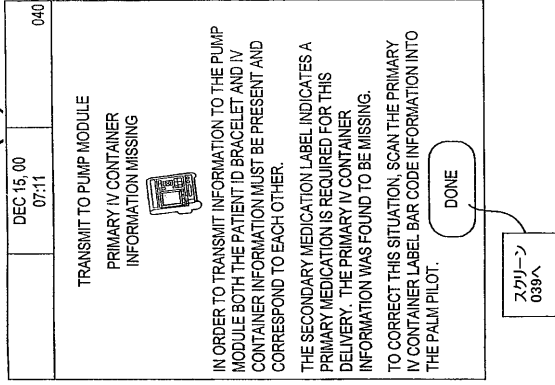 DEC 15, 00
07:11
040
TRANSMIT TO PUMP MODULE
PRIMARY IV CONTAINER
INFORMATION MISSING
IN ORDER TO TRANSMIT INFORMATION TO THE PUMP
MODULE BOTH THE PATIENT ID BRACELET AND IV
CONTAINER INFORMATION MUST BE PRESENT AND
CORRESPOND TO EACH OTHER.
THE SECONDARY MEDICATION LABEL INDICATES A
PRIMARY MEDICATION IS REQUIRED FOR THIS
DELIVERY. THE PRIMARY IV CONTAINER
INFORMATION WAS FOUND TO BE MISSING.
TO CORRECT THIS SITUATION, SCAN THE PRIMARY
IV CONTAINER LABEL BAR CODE INFORMATION INTO
THE PALM PILOT.
DONE
スクリーン
039へ